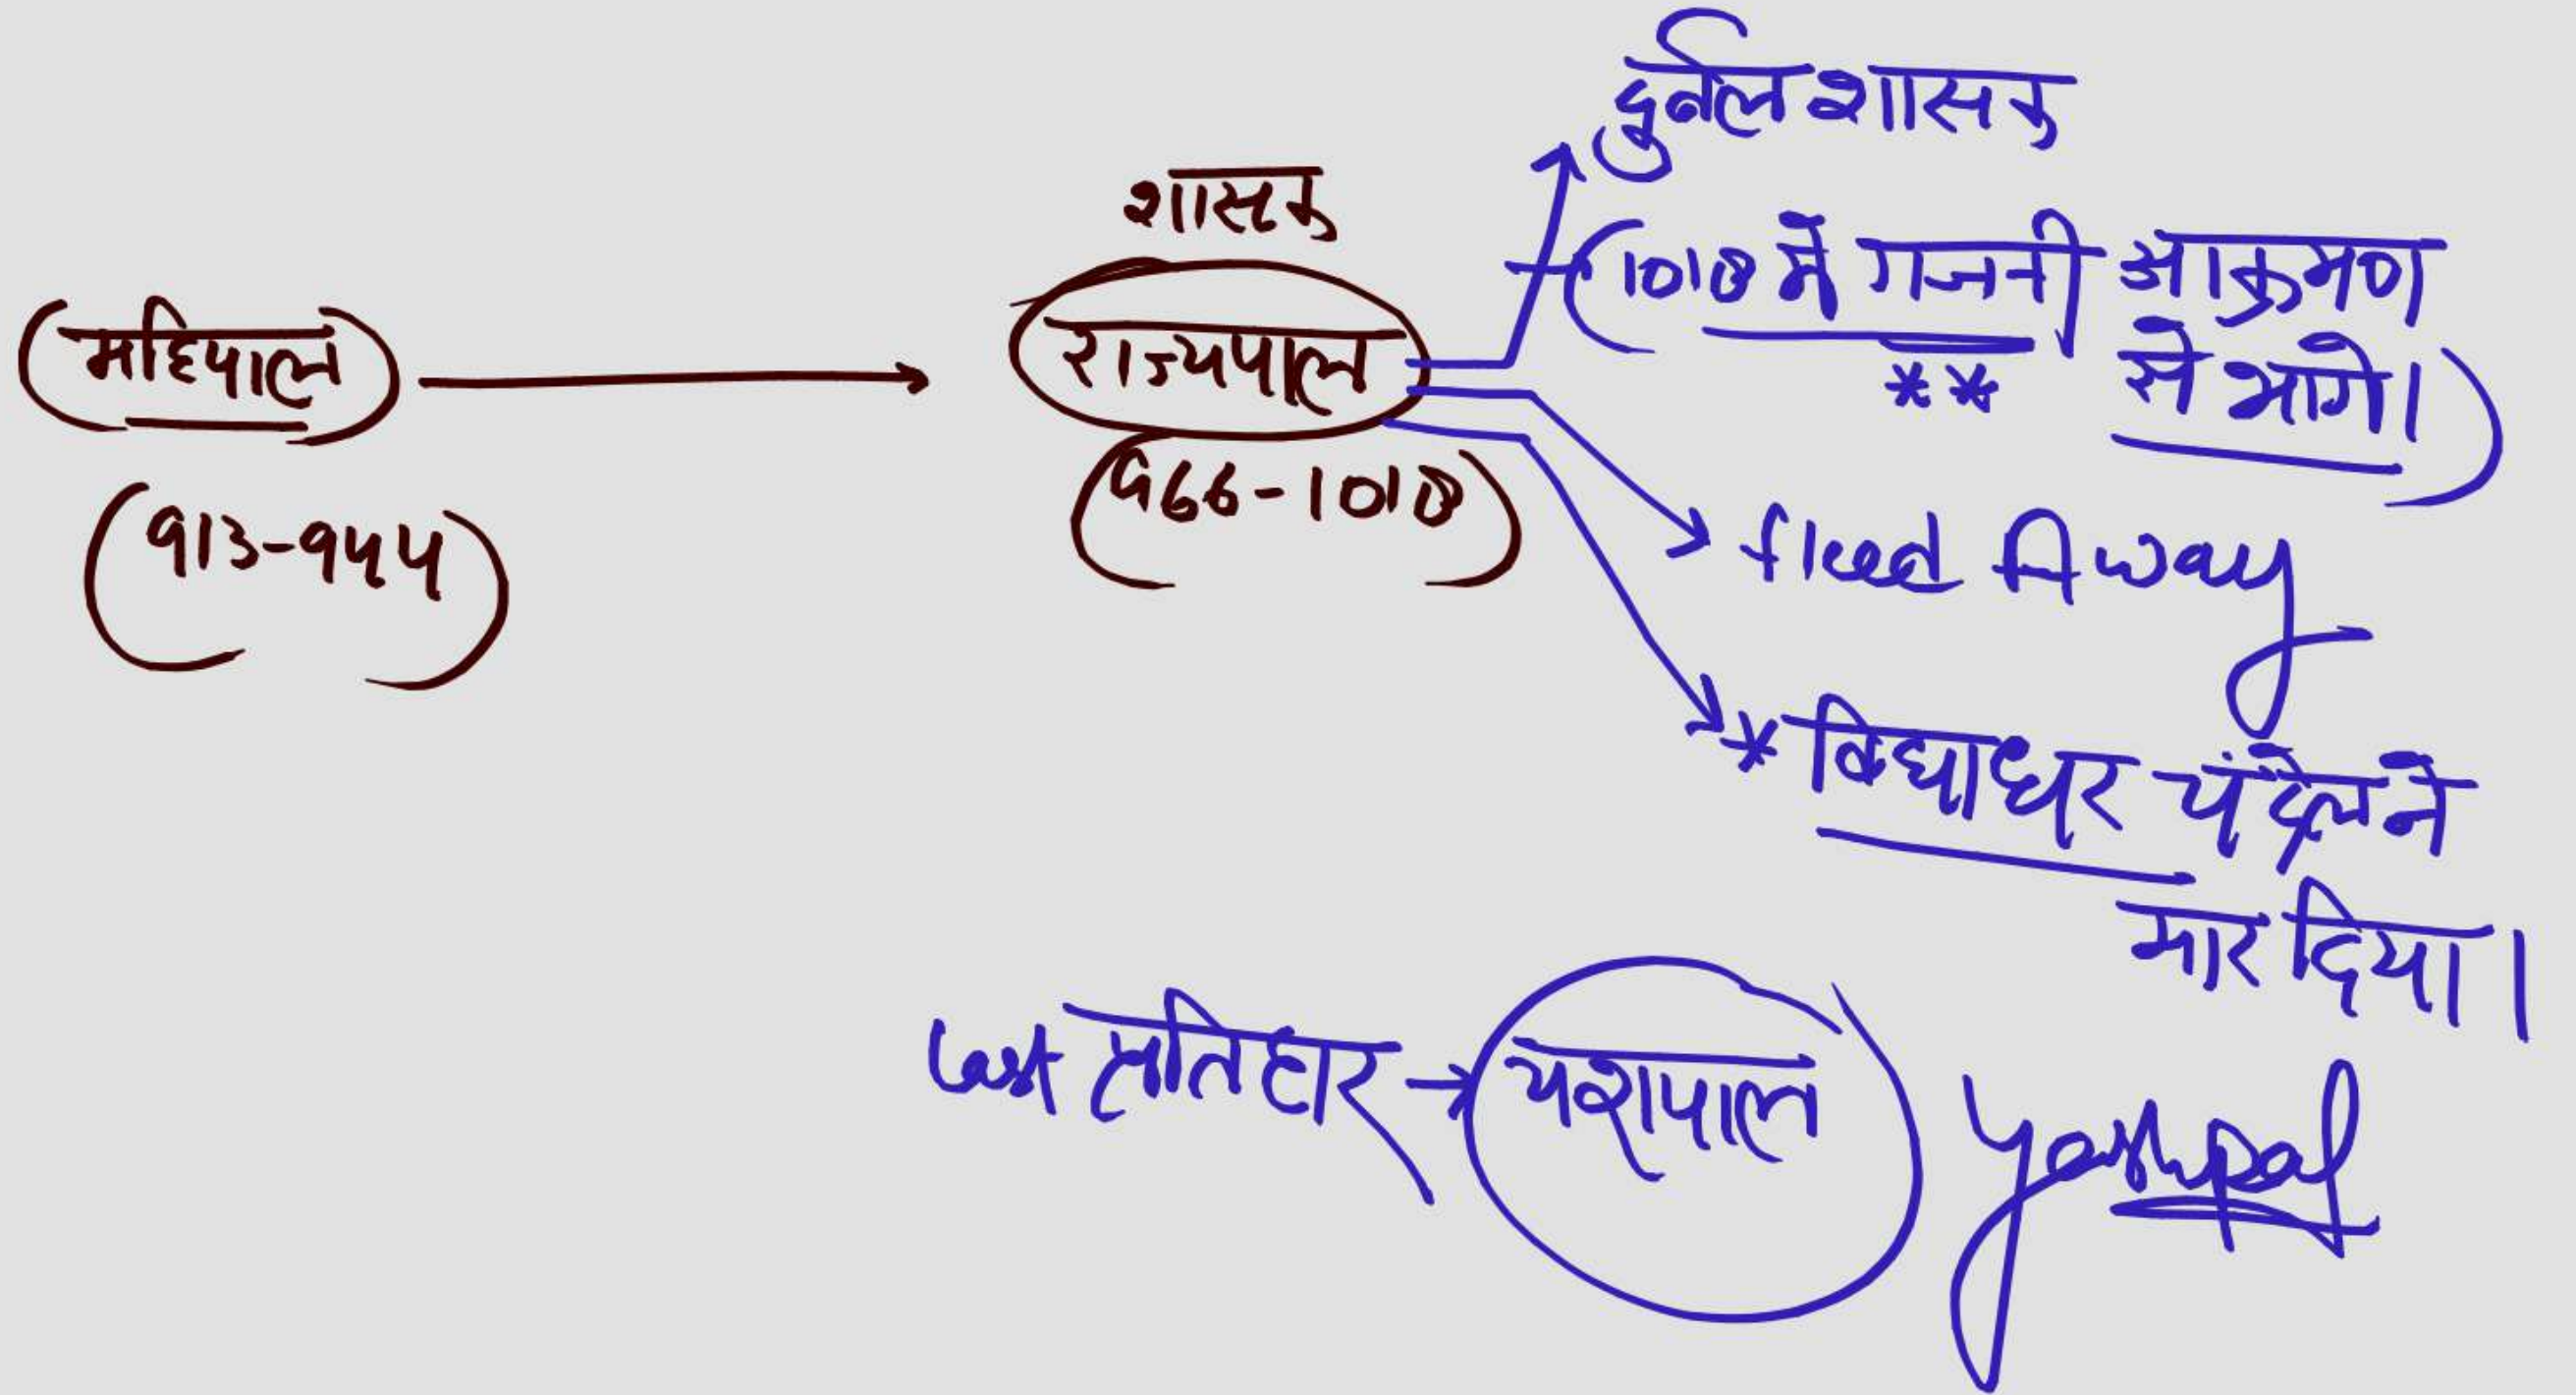 दुर्बल शासक
शासक
(1018 में गजनी आक्रमण
** से भागे।)
(महिपाल)
राज्यपाल
(913-944)
(966-1018)
fleed Away
* विद्याधर चंदेल ने
मार दिया।
Last प्रतिहार → यशपाल
Yashpal